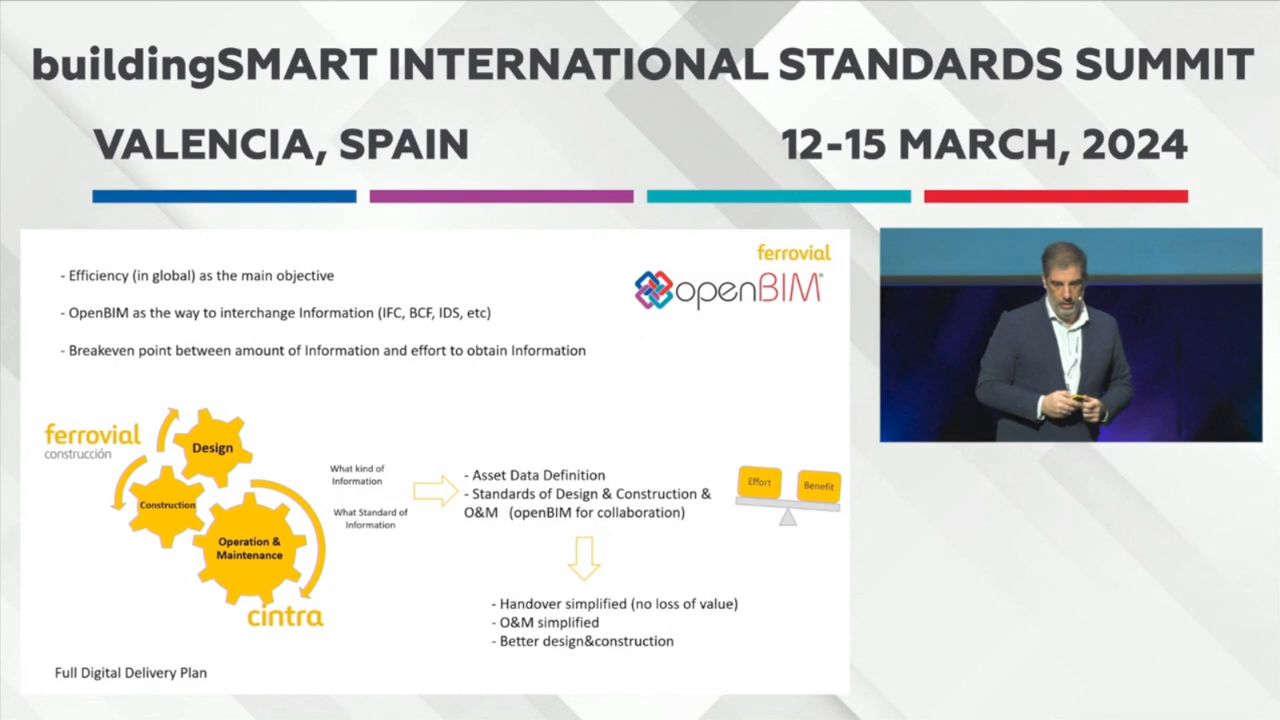 buildingSMART INTERNATIONAL STANDARDS SUMMIT
VALENCIA, SPAIN
12-15 MARCH, 2024
ferrovial
openBIM®
- Efficiency (in global) as the main objective
- OpenBIM as the way to interchange Information (IFC, BCF, IDS, etc)
- Breakeven point between amount of Information and effort to obtain Information
ferrovial
construcción
Design
Construction
Operation &
Maintenance
cintra
What kind of
Information
What Standard of
Information
- Asset Data Definition
- Standards of Design & Construction &
O&M (openBIM for collaboration)
Effort
Benefit
- Handover simplified (no loss of value)
- O&M simplified
- Better design&construction
Full Digital Delivery Plan